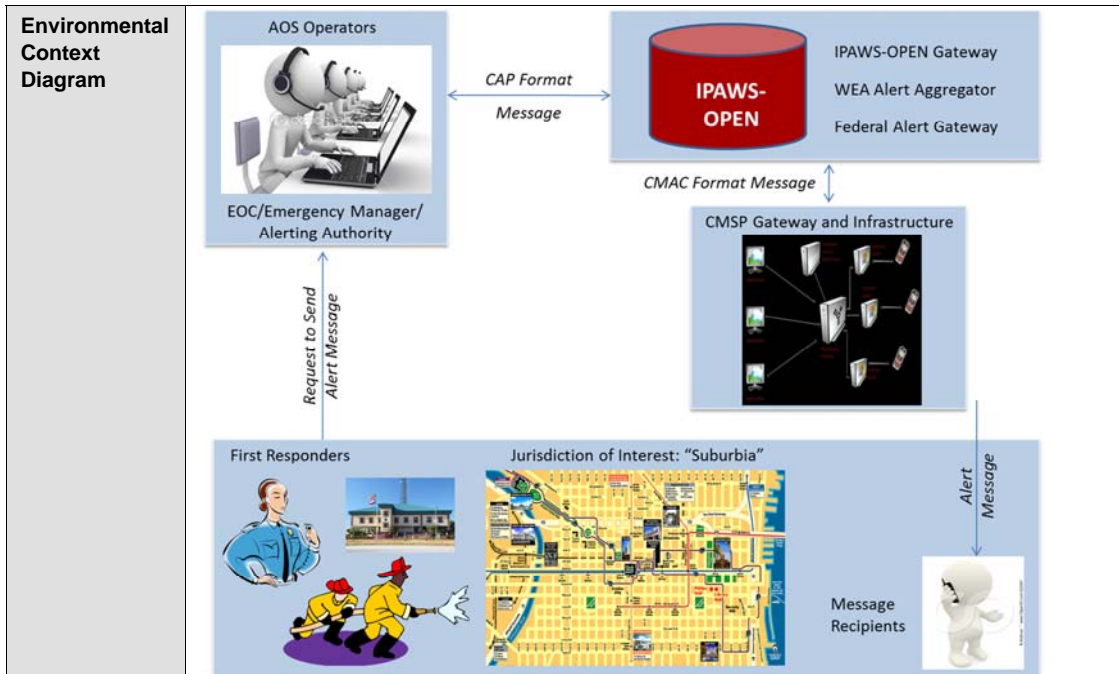 Environmental
Context
Diagram
AOS Operators
EOC/Emergency Manager/
Alerting Authority
CAP Format
Message
IPAWS-
OPEN
IPAWS-OPEN Gateway
WEA Alert Aggregator
Federal Alert Gateway
CMAC Format Message
CMSP Gateway and Infrastructure
Request to Send
Alert Message
First Responders
Jurisdiction of Interest: "Suburbia"
Alert
Message
Message
Recipients